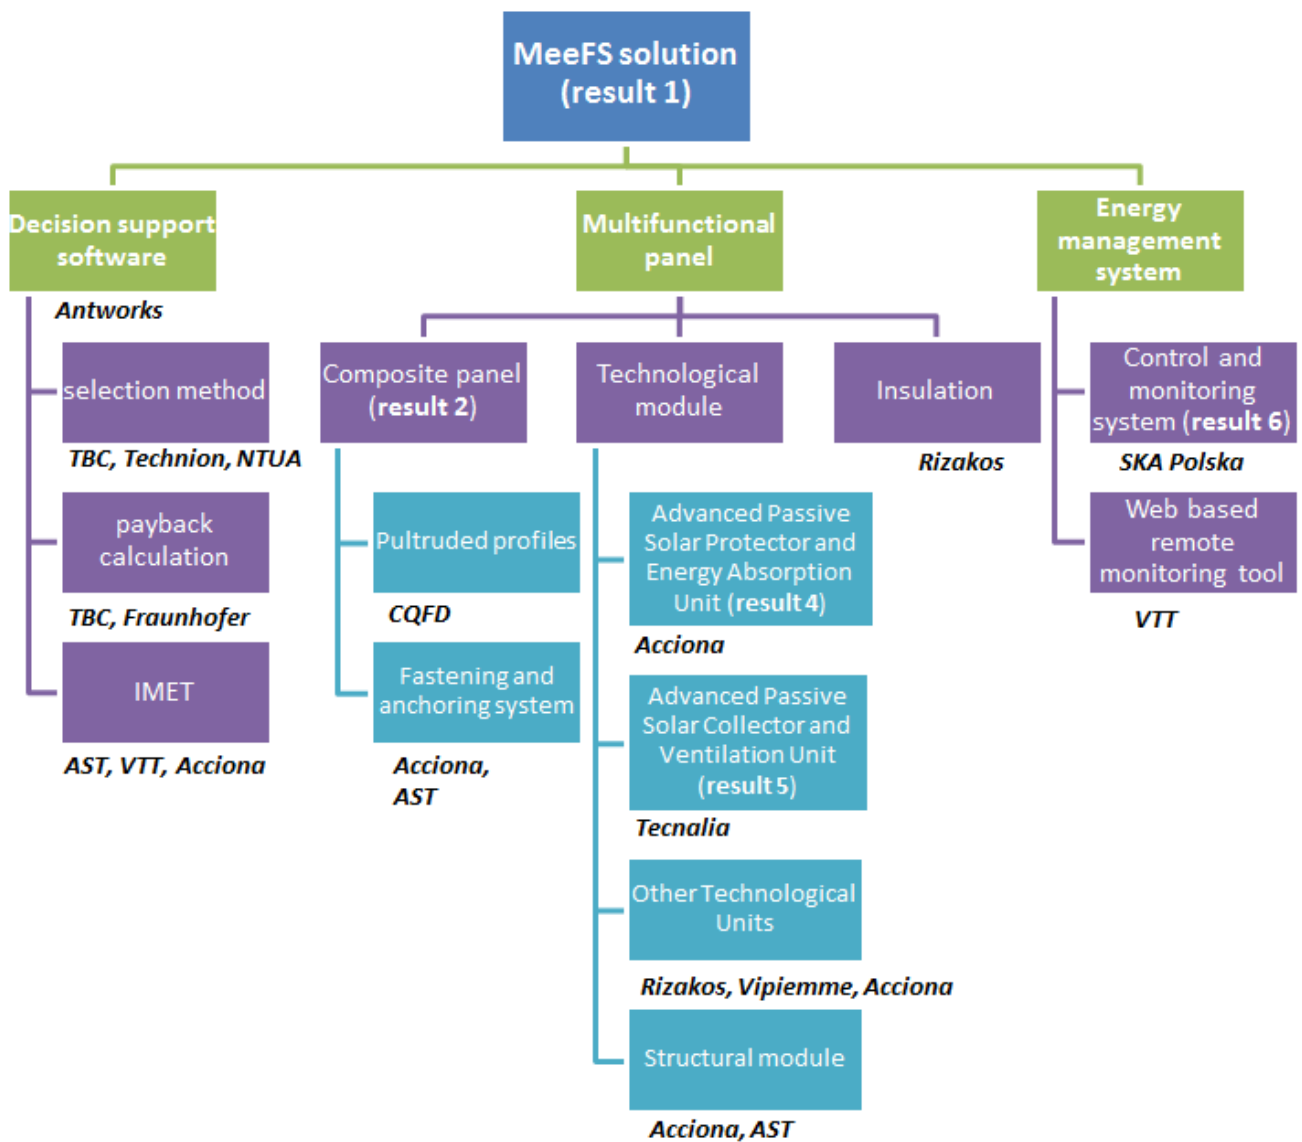 MeeFS solution
(result 1)
Decision support
software
Antworks
selection method
TBC, Technion, NTUA
payback
calculation
TBC, Fraunhofer
IMET
AST, VTT, Acciona
Multifunctional
panel
Composite panel
(result 2)
Pultruded profiles
CQFD
Fastening and
anchoring system
Acciona,
AST
Technological
module
Advanced Passive
Solar Protector and
Energy Absorption
Unit (result 4)
Acciona
Advanced Passive
Solar Collector and
Ventilation Unit
(result 5)
Tecnalia
Other Technological
Units
Rizakos, Vipiemme, Acciona
Structural module
Acciona, AST
Insulation
Rizakos
Energy
management
system
Control and
monitoring
system (result 6)
SKA Polska
Web based
remote
monitoring tool
VTT